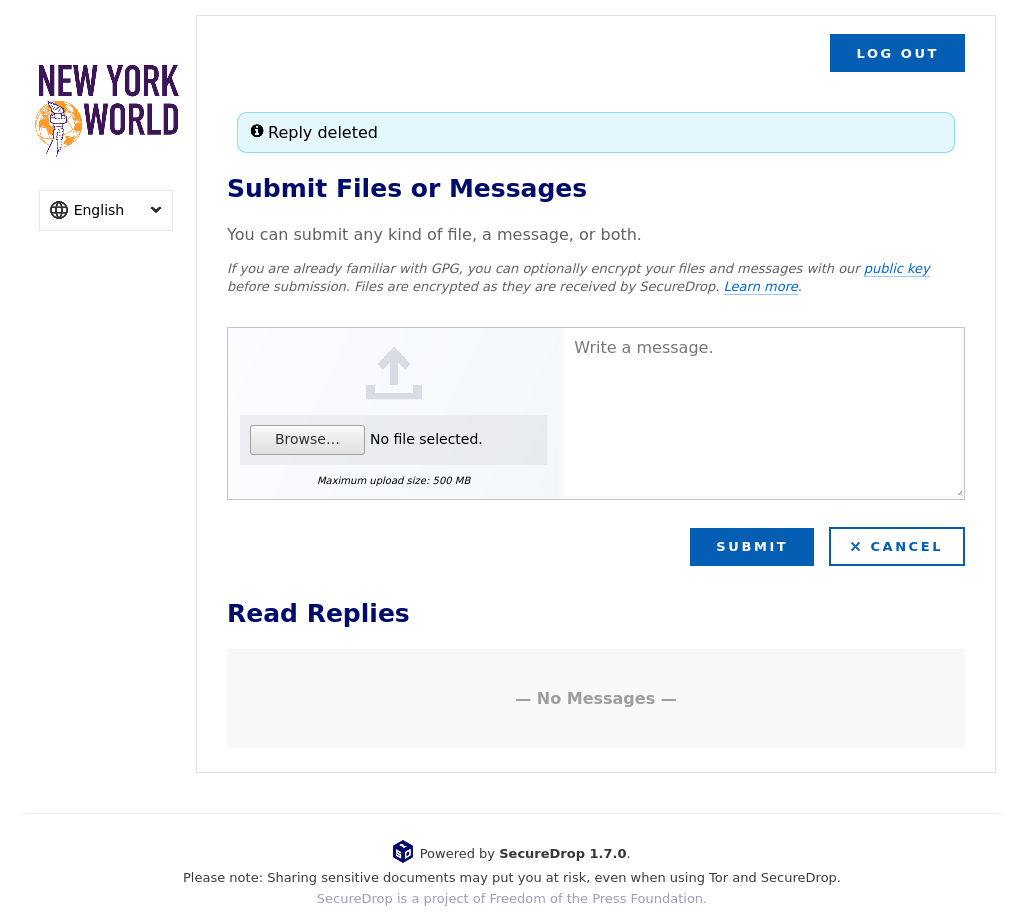 NEW YORK
WORLD
English
LOG OUT
Reply deleted
Submit Files or Messages
You can submit any kind of file, a message, or both.
If you are already familiar with GPG, you can optionally encrypt your files and messages with our public key
before submission. Files are encrypted as they are received by SecureDrop. Learn more.
Browse... No file selected.
Maximum upload size: 500 MB
Write a message.
SUBMIT
✕ CANCEL
Read Replies
— No Messages —
Powered by SecureDrop 1.7.0.
Please note: Sharing sensitive documents may put you at risk, even when using Tor and SecureDrop.
SecureDrop is a project of Freedom of the Press Foundation.